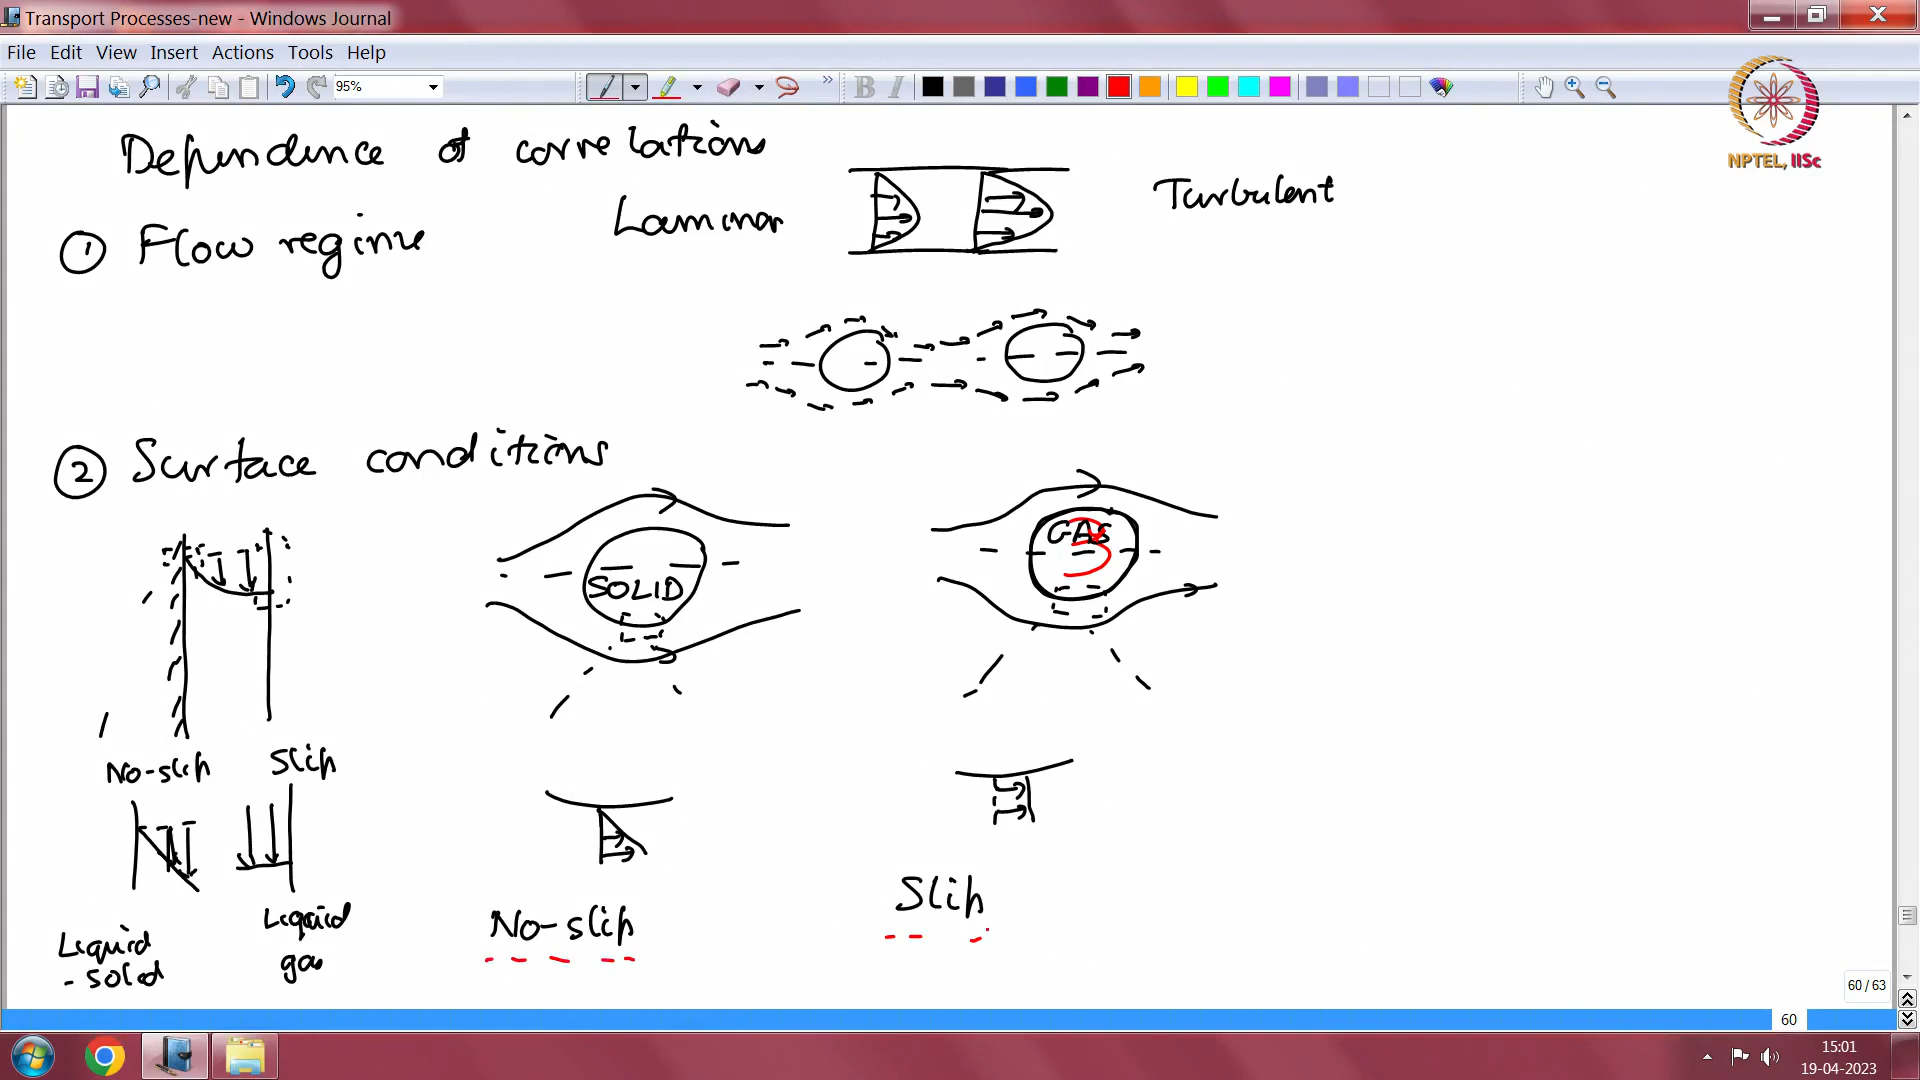 Transport Processes-new - Windows Journal
File Edit View Insert Actions Tools Help
95%
B I
NPTEL, IISc
Dependence of correlations
① Flow regime
Laminar
Turbulent
② Surface conditions
SOLID
GAS
No-slip
Slip
Liquid
- solid
Liquid
gas
No-slip
Slip
60 / 63
60
15:01
19-04-2023